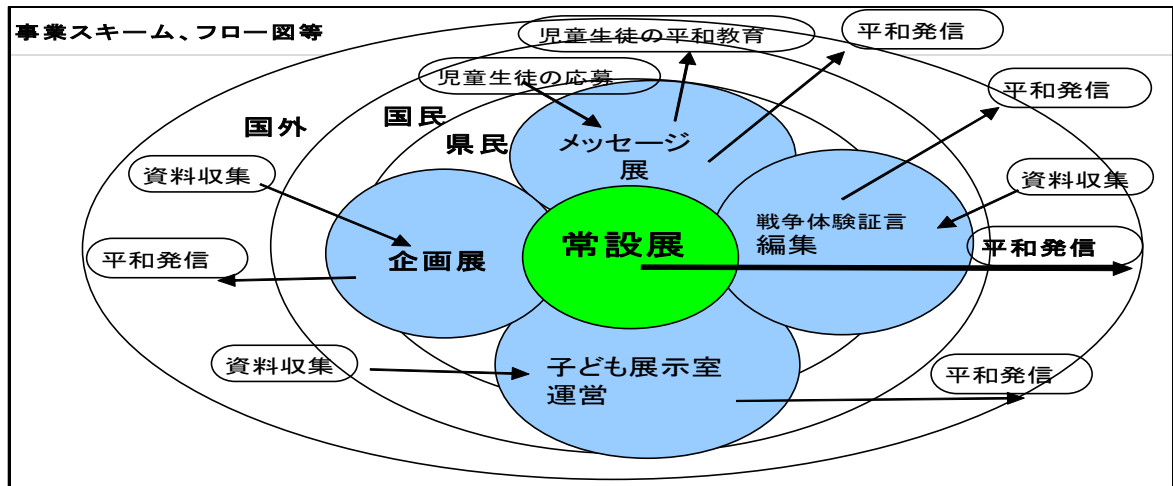 事業スキーム、フロー図等
児童生徒の平和教育
平和発信
児童生徒の応募
平和発信
国外
国民
県民
メッセージ
展
資料収集
資料収集
戦争体験証言
編集
常設展
平和発信
企画展
平和発信
資料収集
子ども展示室
運営
平和発信